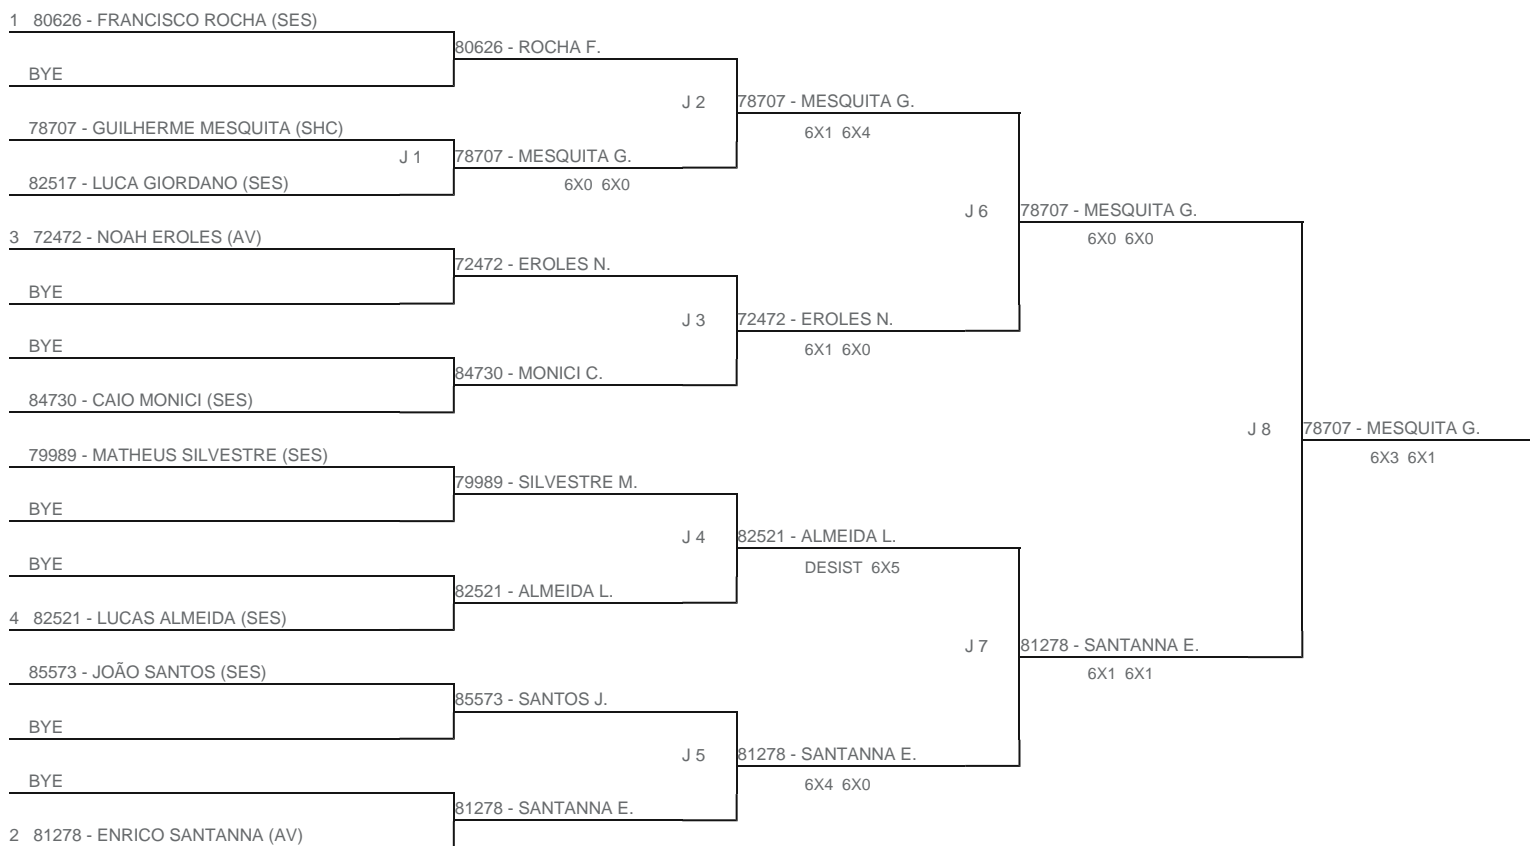 1 80626 - FRANCISCO ROCHA (SES)
80626 - ROCHA F.
BYE
J 2
78707 - MESQUITA G.
78707 - GUILHERME MESQUITA (SHC)
6X1 6X4
J 1
78707 - MESQUITA G.
82517 - LUCA GIORDANO (SES)
6X0 6X0
J 6
78707 - MESQUITA G.
3 72472 - NOAH EROLES (AV)
6X0 6X0
72472 - EROLES N.
BYE
J 3
72472 - EROLES N.
BYE
6X1 6X0
84730 - MONICI C.
84730 - CAIO MONICI (SES)
J 8
78707 - MESQUITA G.
79989 - MATHEUS SILVESTRE (SES)
6X3 6X1
79989 - SILVESTRE M.
BYE
J 4
82521 - ALMEIDA L.
BYE
DESIST 6X5
82521 - ALMEIDA L.
4 82521 - LUCAS ALMEIDA (SES)
J 7
81278 - SANTANNA E.
85573 - JOÃO SANTOS (SES)
6X1 6X1
85573 - SANTOS J.
BYE
J 5
81278 - SANTANNA E.
BYE
6X4 6X0
81278 - SANTANNA E.
2 81278 - ENRICO SANTANNA (AV)